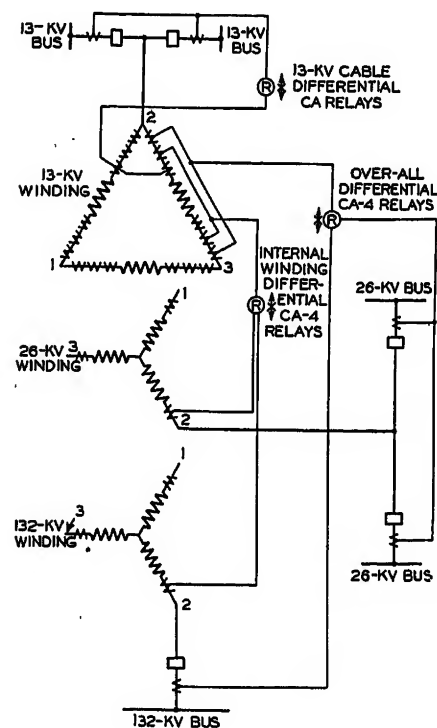 13-KV
BUS
13-KV
BUS
R
13-KV CABLE
DIFFERENTIAL
CA RELAYS
2
13-KV
WINDING
OVER-ALL
DIFFERENTIAL
CA-4 RELAYS
R
1
3
INTERNAL
WINDING
DIFFER-
ENTIAL
CA-4
RELAYS
R
26-KV BUS
1
26-KV
WINDING
3
2
1
132-KV
WINDING
3
2
26-KV BUS
132-KV BUS